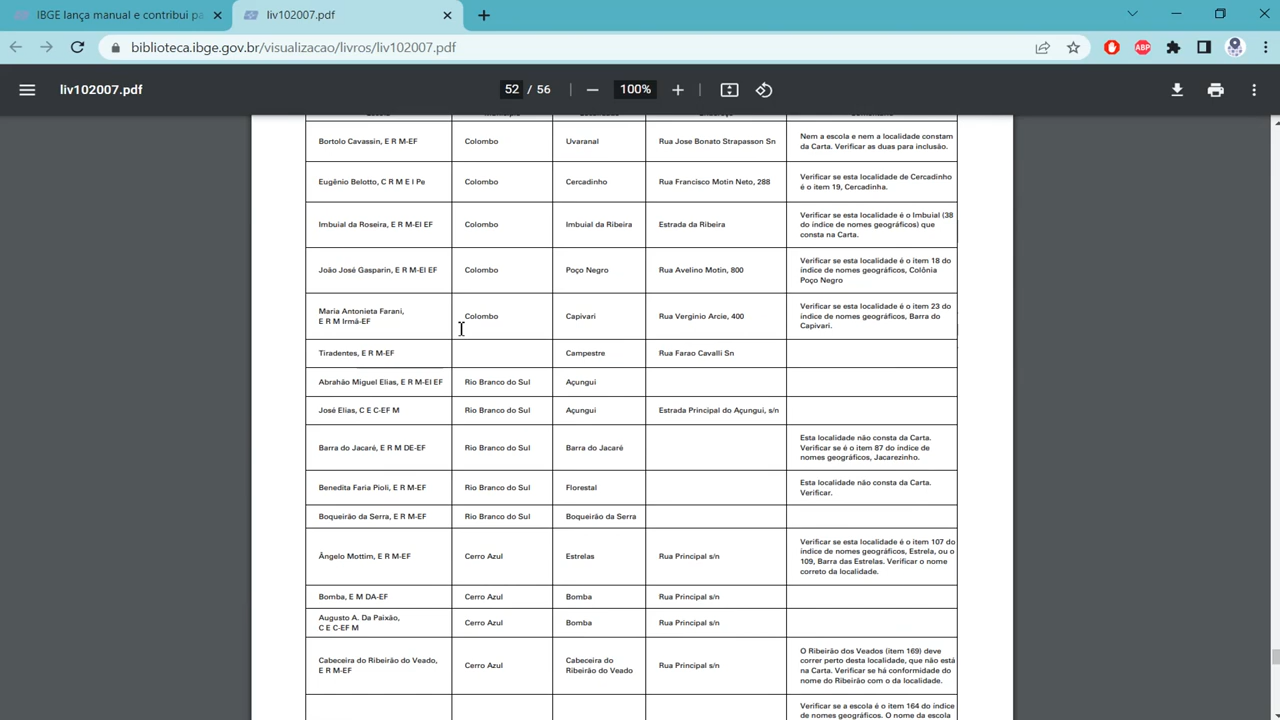 IBGE lança manual e contribui pa
liv102007.pdf
biblioteca.ibge.gov.br/visualizacao/livros/liv102007.pdf
ABP
liv102007.pdf
52 / 56
100%
Bortolo Cavassin, E R M-EF
Colombo
Uvaranal
Rua Jose Bonato Strapasson Sn
Nem a escola e nem a localidade constam
da Carta. Verificar as duas para inclusão.
Eugênio Belotto, C R M E I Pe
Colombo
Cercadinho
Rua Francisco Motin Neto, 288
Verificar se esta localidade de Cercadinho
é o item 19, Cercadinha.
Imbuial da Roseira, E R M-EI EF
Colombo
Imbuial da Ribeira
Estrada da Ribeira
Verificar se esta localidade é o Imbuial (38
do índice de nomes geográficos) que
consta na Carta.
João José Gasparin, E R M-EI EF
Colombo
Poço Negro
Rua Avelino Motin, 800
Verificar se esta localidade é o item 18 do
índice de nomes geográficos, Colônia
Poço Negro
Maria Antonieta Farani,
E R M Irmã-EF
Colombo
Capivari
Rua Verginio Arcie, 400
Verificar se esta localidade é o item 23 do
índice de nomes geográficos, Barra do
Capivari.
Tiradentes, E R M-EF
Campestre
Rua Farao Cavalli Sn
Abrahão Miguel Elias, E R M-EI EF
Rio Branco do Sul
Açungui
José Elias, C E C-EF M
Rio Branco do Sul
Açungui
Estrada Principal do Açungui, s/n
Barra do Jacaré, E R M DE-EF
Rio Branco do Sul
Barra do Jacaré
Esta localidade não consta da Carta.
Verificar se é o item 87 do índice de
nomes geográficos, Jacarezinho.
Benedita Faria Pioli, E R M-EF
Rio Branco do Sul
Florestal
Esta localidade não consta da Carta.
Verificar.
Boqueirão da Serra, E R M-EF
Rio Branco do Sul
Boqueirão da Serra
Ângelo Mottim, E R M-EF
Cerro Azul
Estrelas
Rua Principal s/n
Verificar se esta localidade é o item 107 do
índice de nomes geográficos, Estrela, ou o
109, Barra das Estrelas. Verificar o nome
correto da localidade.
Bomba, E M DA-EF
Cerro Azul
Bomba
Rua Principal s/n
Augusto A. Da Paixão,
C E C-EF M
Cerro Azul
Bomba
Rua Principal s/n
Cabeceira do Ribeirão do Veado,
E R M-EF
Cerro Azul
Cabeceira do
Ribeirão do Veado
Rua Principal s/n
O Ribeirão dos Veados (item 169) deve
correr perto desta localidade, que não está
na Carta. Verificar se há conformidade do
nome do Ribeirão com o da localidade.
Verificar se a escola é o item 164 do índice
de nomes geográficos. O nome da escola